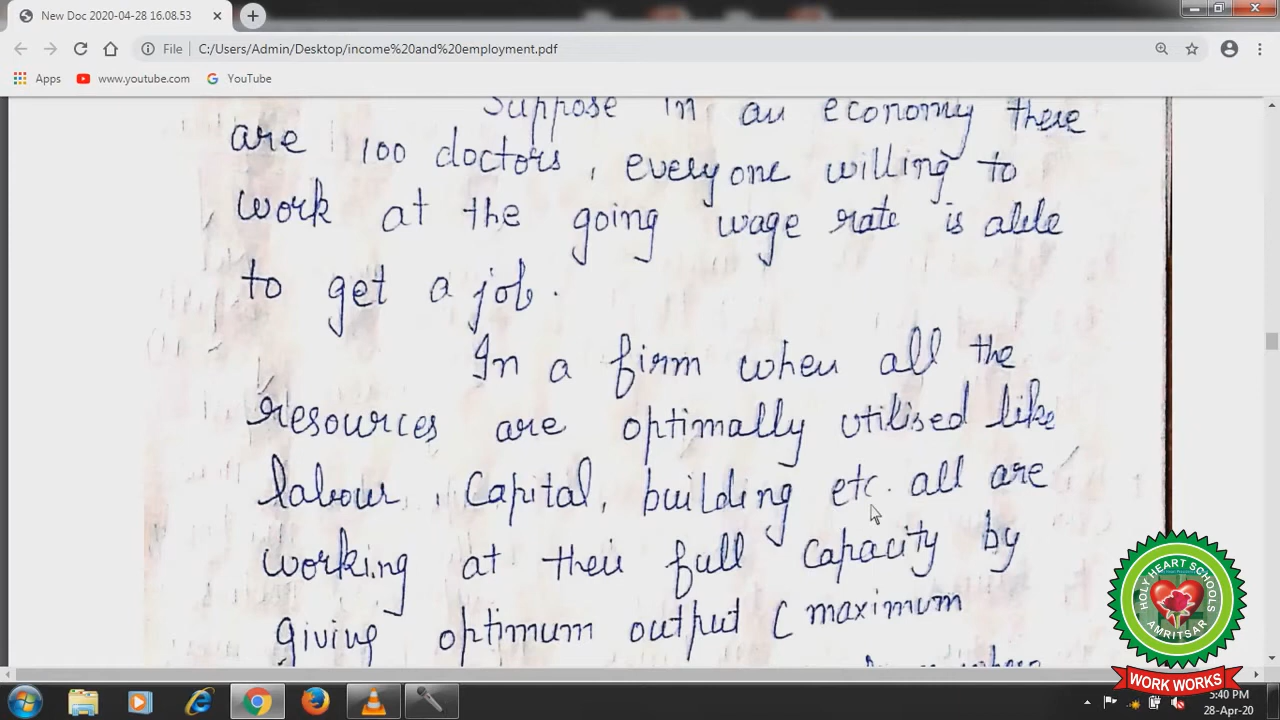 New Doc 2020-04-28 16.08.53
File C:/Users/Admin/Desktop/income%20and%20employment.pdf
Apps www.youtube.com YouTube
Suppose in an economy there
are 100 doctors, everyone willing to
work at the going wage rate is able
to get a job.
In a firm when all the
resources are optimally utilised like
labour, Capital, building etc. all are
working at their full capacity by
giving optimum output ( maximum
HOLY HEART SCHOOLS
AMRITSAR
WORK WORKS
5:40 PM
28-Apr-20